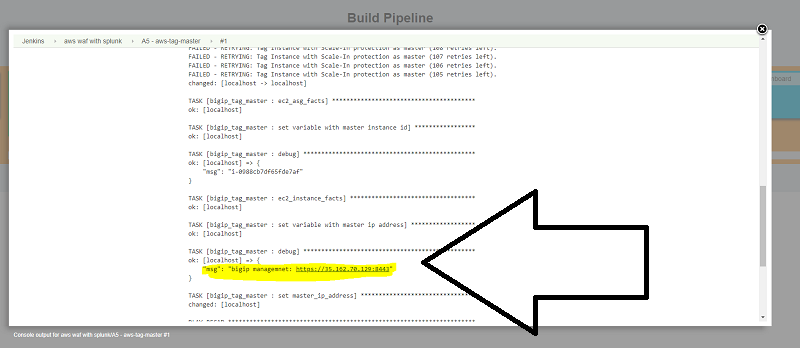 Build Pipeline
Jenkins › aws waf with splunk › A5 - aws-tag-master › #1
FAILED - RETRYING: Tag Instance with Scale-In protection as master (108 retries left).
FAILED - RETRYING: Tag Instance with Scale-In protection as master (107 retries left).
FAILED - RETRYING: Tag Instance with Scale-In protection as master (106 retries left).
FAILED - RETRYING: Tag Instance with Scale-In protection as master (105 retries left).
changed: [localhost -> localhost]
TASK [bigip_tag_master : ec2_asg_facts] ****************************************
ok: [localhost]
TASK [bigip_tag_master : set variable with master instance id] *****************
ok: [localhost]
TASK [bigip_tag_master : debug] ************************************************
ok: [localhost] => {
"msg": "i-0988cb7df65fde7af"
}
TASK [bigip_tag_master : ec2_instance_facts] ***********************************
ok: [localhost]
TASK [bigip_tag_master : set variable with master ip address] ******************
ok: [localhost]
TASK [bigip_tag_master : debug] ************************************************
ok: [localhost] => {
"msg": "bigip managemnet: https://35.162.70.129:8443"
}
TASK [bigip_tag_master : set master_ip_address] ********************************
changed: [localhost]
Console output for aws waf with splunk/A5 - aws-tag-master #1